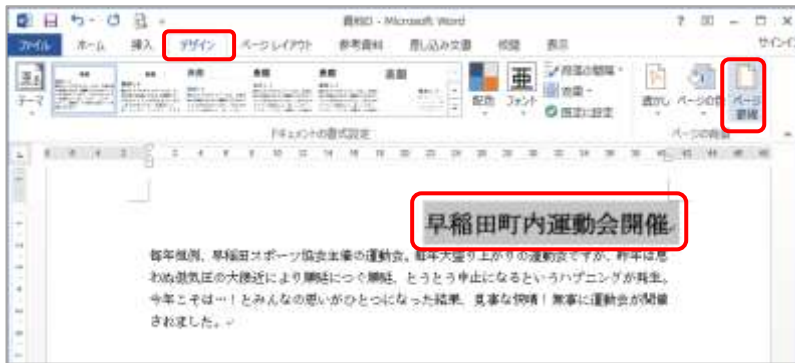 資料01 - Microsoft Word
ファイル ホーム 挿入 デザイン ページ レイアウト 参考資料 差し込み文書 校閲 表示 サインイ
亜 亜
テーマ 配色 フォント 段落の間隔 効果 既定に設定 透かし ページの色 ページ罫線
ドキュメントの書式設定 ページの背景
早稲田町内運動会開催
毎年恒例、早稲田スポーツ協会主催の運動会。毎年大盛り上がりの運動会ですが、昨年は思
わぬ低気圧の大接近により順延につぐ順延、とうとう中止になるというハプニングが発生。
今年こそは…！とみんなの思いがひとつになった結果、見事な快晴！無事に運動会が開催
されました。